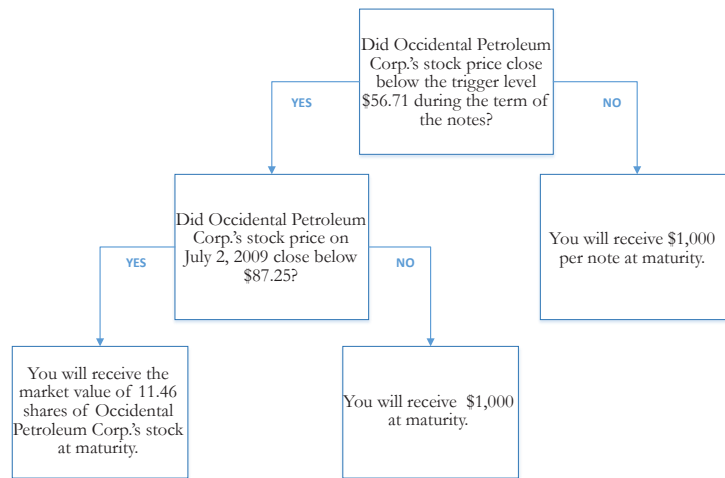 Did Occidental Petroleum
Corp.'s stock price close
below the trigger level
$56.71 during the term of
the notes?
YES
NO
Did Occidental Petroleum
Corp.'s stock price on
July 2, 2009 close below
$87.25?
You will receive $1,000
per note at maturity.
YES
NO
You will receive the
market value of 11.46
shares of Occidental
Petroleum Corp.'s stock
at maturity.
You will receive $1,000
at maturity.